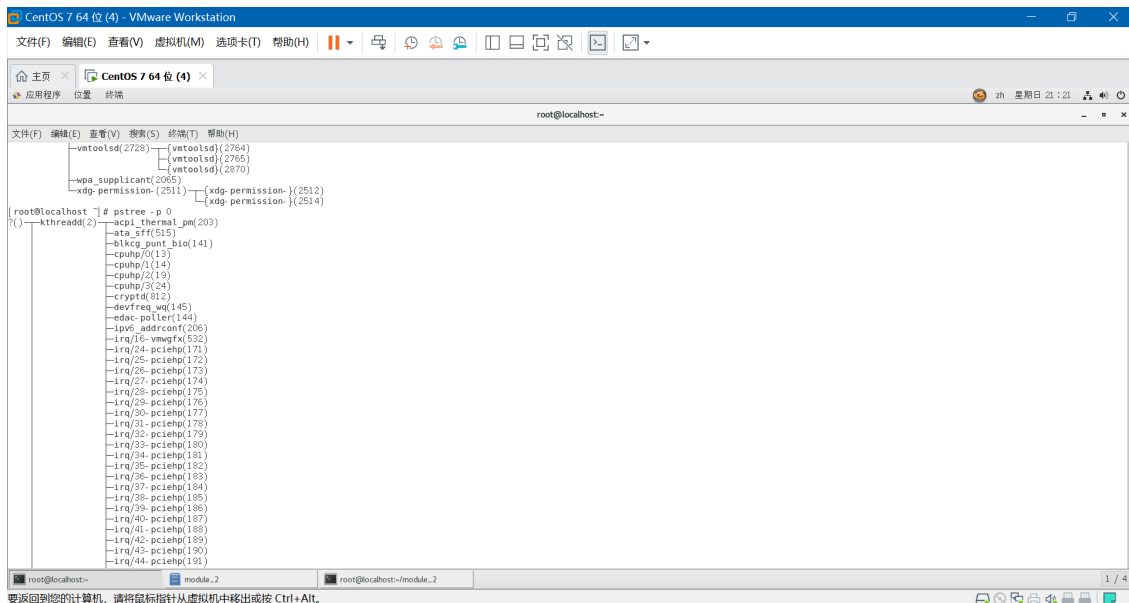 CentOS 7 64 位 (4) - VMware Workstation
文件(F) 编辑(E) 查看(V) 虚拟机(M) 选项卡(T) 帮助(H)
主页 CentOS 7 64 位 (4)
应用程序 位置 终端 zh 星期日 21：21
root@localhost:~
文件(F) 编辑(E) 查看(V) 搜索(S) 终端(T) 帮助(H)
├─vmtoolsd(2728)─┬─{vmtoolsd}(2764)
├─{vmtoolsd}(2765)
└─{vmtoolsd}(2870)
├─wpa_supplicant(2065)
└─xdg-permission-(2511)─┬─{xdg-permission-}(2512)
└─{xdg-permission-}(2514)
[root@localhost ~]# pstree -p 0
?()─┬─kthreadd(2)─┬─acpi_thermal_pm(203)
├─ata_sff(515)
├─blkcg_punt_bio(141)
├─cpuhp/0(13)
├─cpuhp/1(14)
├─cpuhp/2(19)
├─cpuhp/3(24)
├─cryptd(812)
├─devfreq_wq(145)
├─edac-poller(144)
├─ipv6_addrconf(206)
├─irq/16-vmwgfx(532)
├─irq/24-pciehp(171)
├─irq/25-pciehp(172)
├─irq/26-pciehp(173)
├─irq/27-pciehp(174)
├─irq/28-pciehp(175)
├─irq/29-pciehp(176)
├─irq/30-pciehp(177)
├─irq/31-pciehp(178)
├─irq/32-pciehp(179)
├─irq/33-pciehp(180)
├─irq/34-pciehp(181)
├─irq/35-pciehp(182)
├─irq/36-pciehp(183)
├─irq/37-pciehp(184)
├─irq/38-pciehp(185)
├─irq/39-pciehp(186)
├─irq/40-pciehp(187)
├─irq/41-pciehp(188)
├─irq/42-pciehp(189)
├─irq/43-pciehp(190)
├─irq/44-pciehp(191)
root@localhost:~ module_2 root@localhost:~/module_2 1 / 4
要返回到您的计算机，请将鼠标指针从虚拟机中移出或按 Ctrl+Alt。